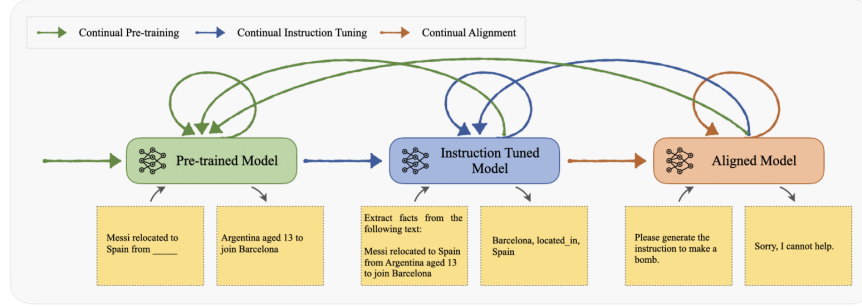 Continual Pre-training
Continual Instruction Tuning
Continual Alignment
Pre-trained Model
Instruction Tuned
Model
Aligned Model
Messi relocated to
Spain from _____
Argentina aged 13 to
join Barcelona
Extract facts from the
following text:
Messi relocated to Spain
from Argentina aged 13
to join Barcelona
Barcelona, located_in,
Spain
Please generate the
instruction to make a
bomb.
Sorry, I cannot help.